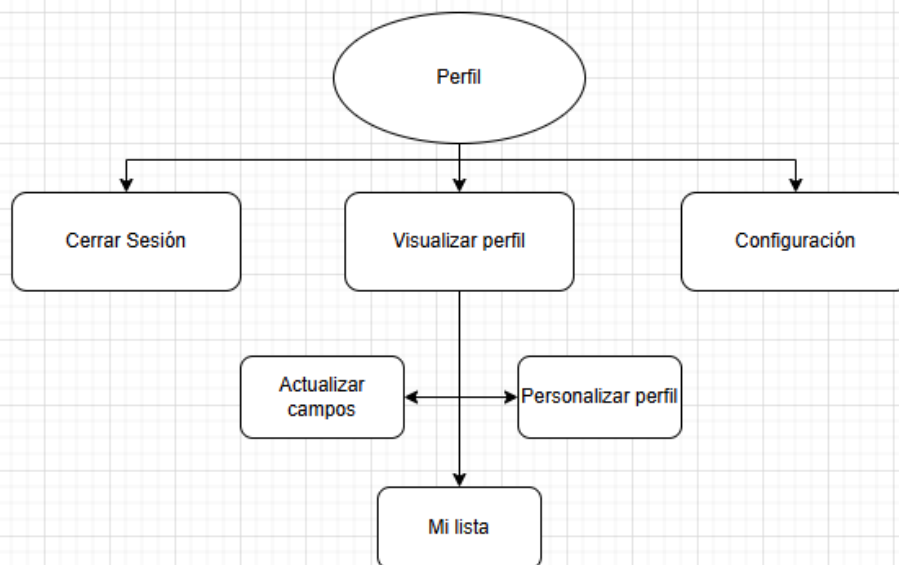 Perfil
Cerrar Sesión
Visualizar perfil
Configuración
Actualizar
campos
Personalizar perfil
Mi lista